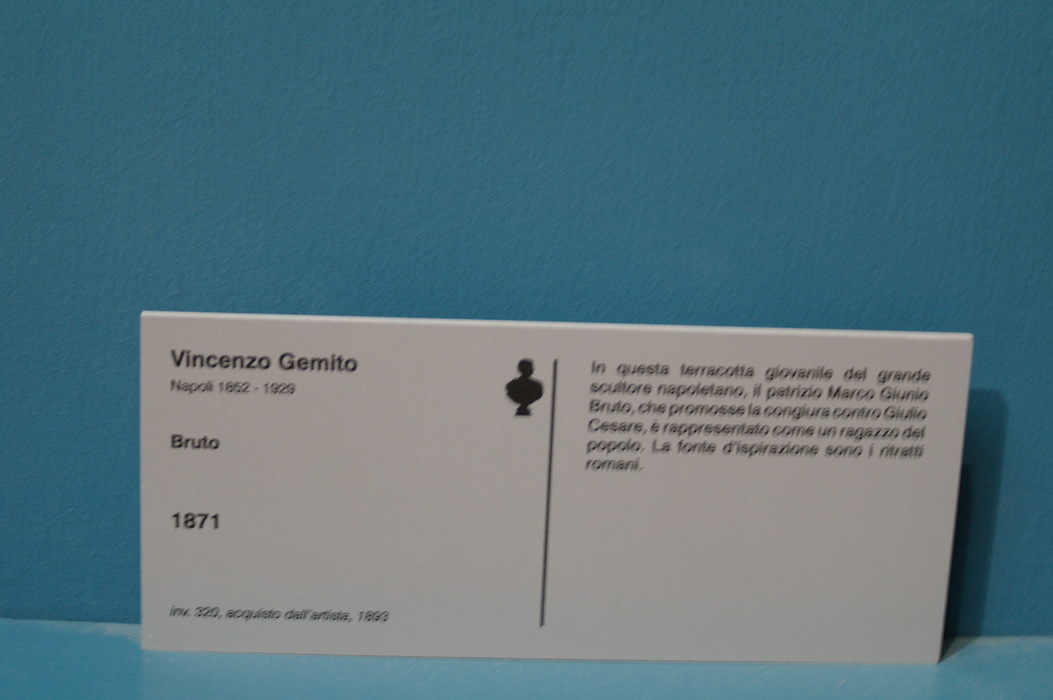 Vincenzo Gemito
Napoli 1852 - 1929
Bruto
1871
inv. 320, acquisto dall'artista, 1893
In questa terracotta giovanile del grande
scultore napoletano, il patrizio Marco Giunio
Bruto, che promosse la congiura contro Giulio
Cesare, è rappresentato come un ragazzo del
popolo. La fonte d'ispirazione sono i ritratti
romani.